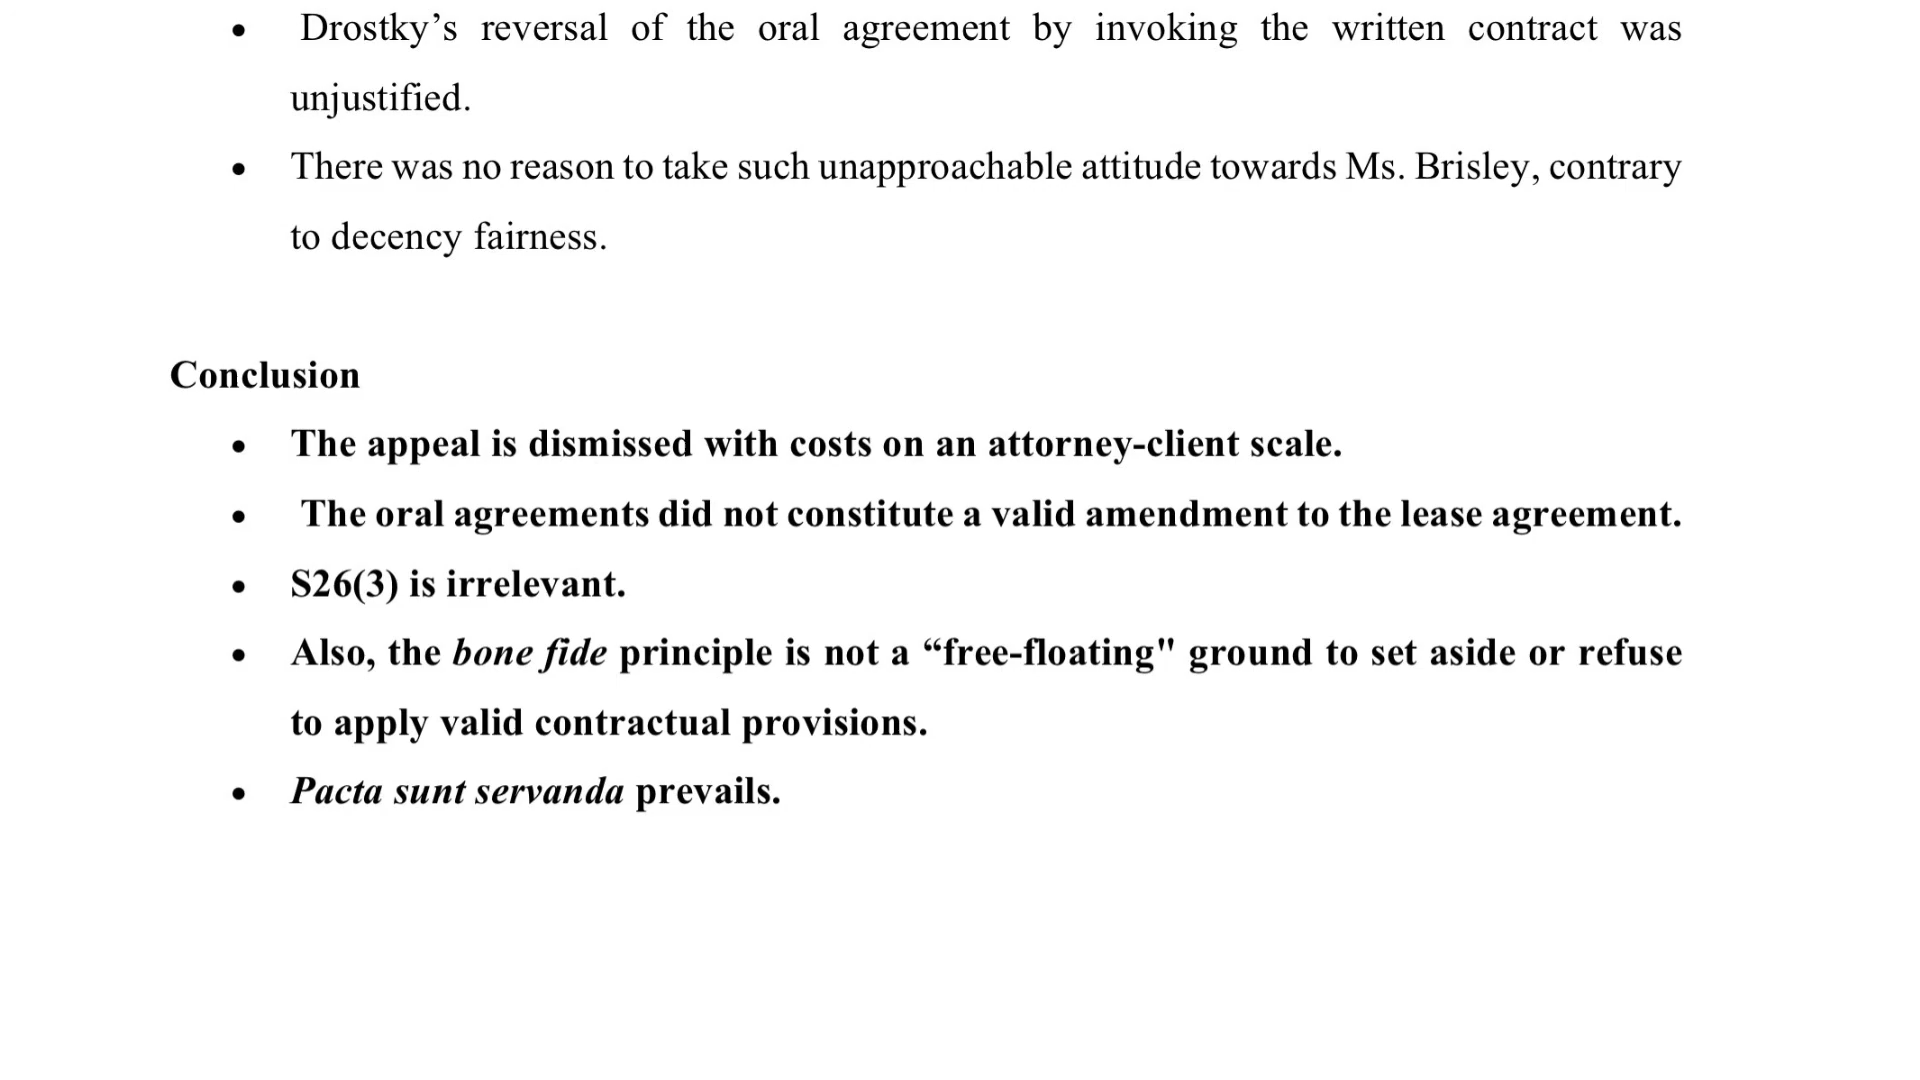 • Drostky’s reversal of the oral agreement by invoking the written contract was
unjustified.
• There was no reason to take such unapproachable attitude towards Ms. Brisley, contrary
to decency fairness.
Conclusion
• The appeal is dismissed with costs on an attorney-client scale.
• The oral agreements did not constitute a valid amendment to the lease agreement.
• S26(3) is irrelevant.
• Also, the bone fide principle is not a “free-floating" ground to set aside or refuse
to apply valid contractual provisions.
• Pacta sunt servanda prevails.